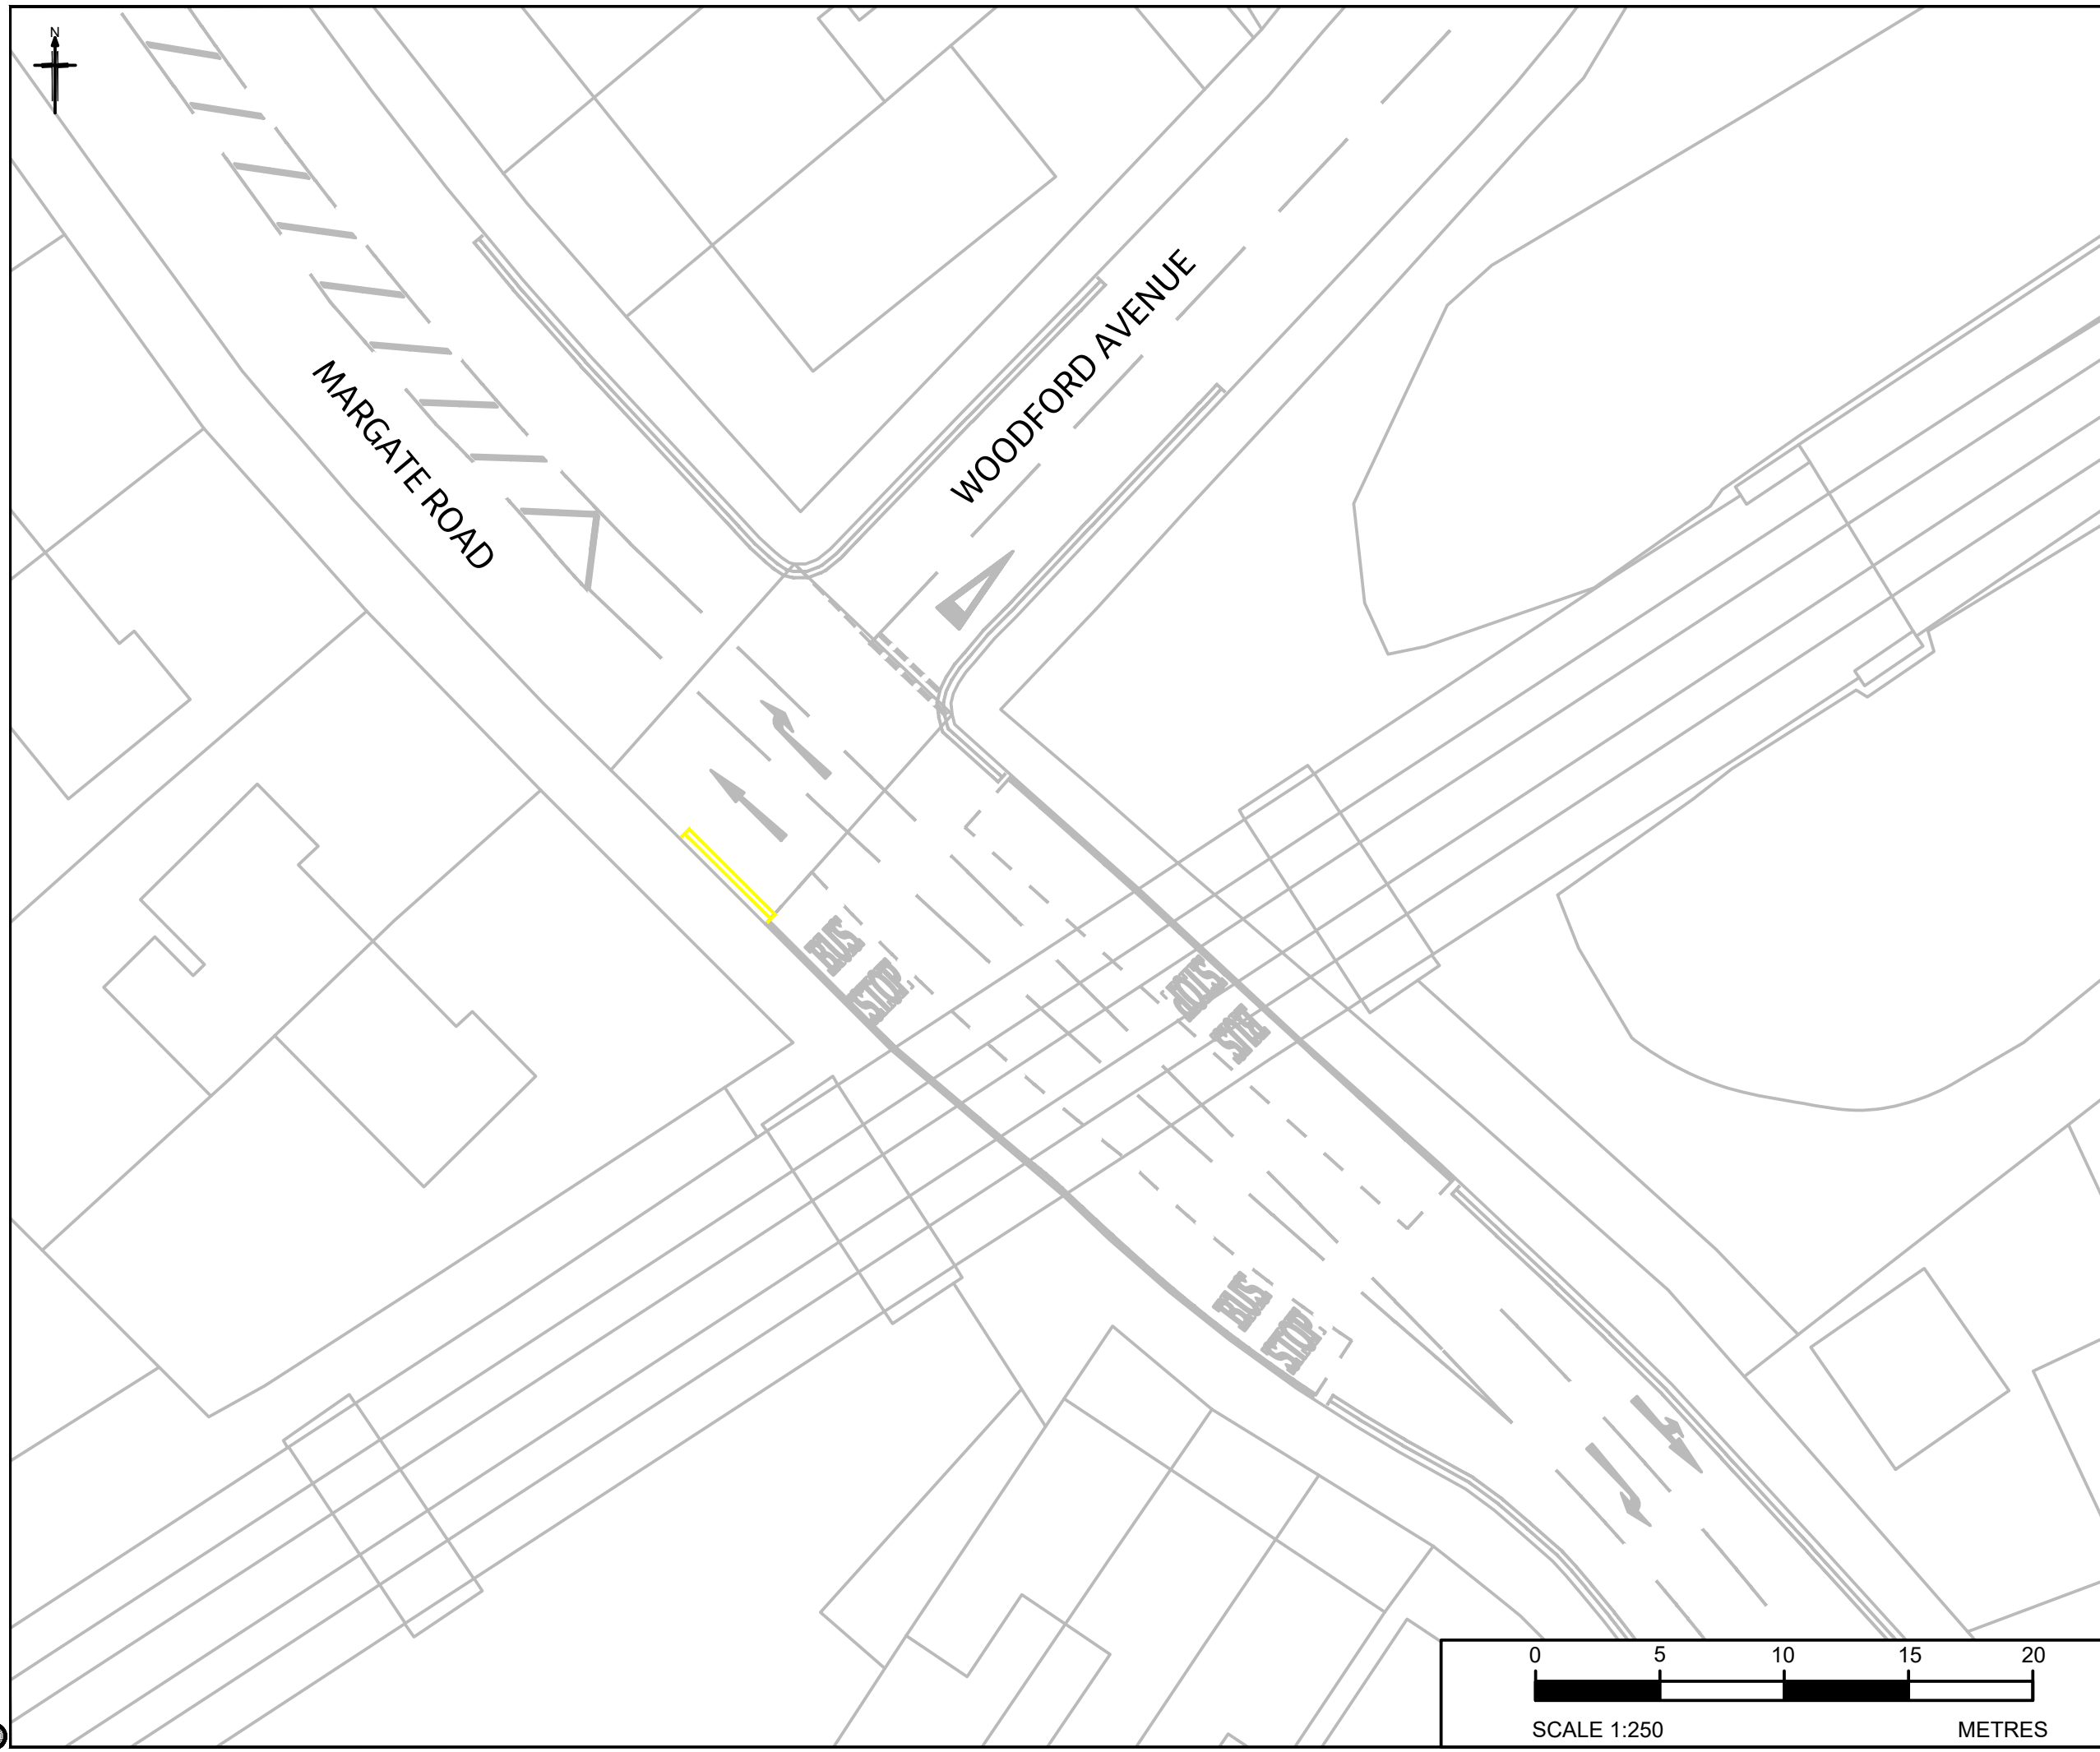 N
MARGATE ROAD
WOODFORD AVENUE
BUS
STOP
BUS
STOP
BUS
STOP
0 5 10 15 20
SCALE 1:250 METRES